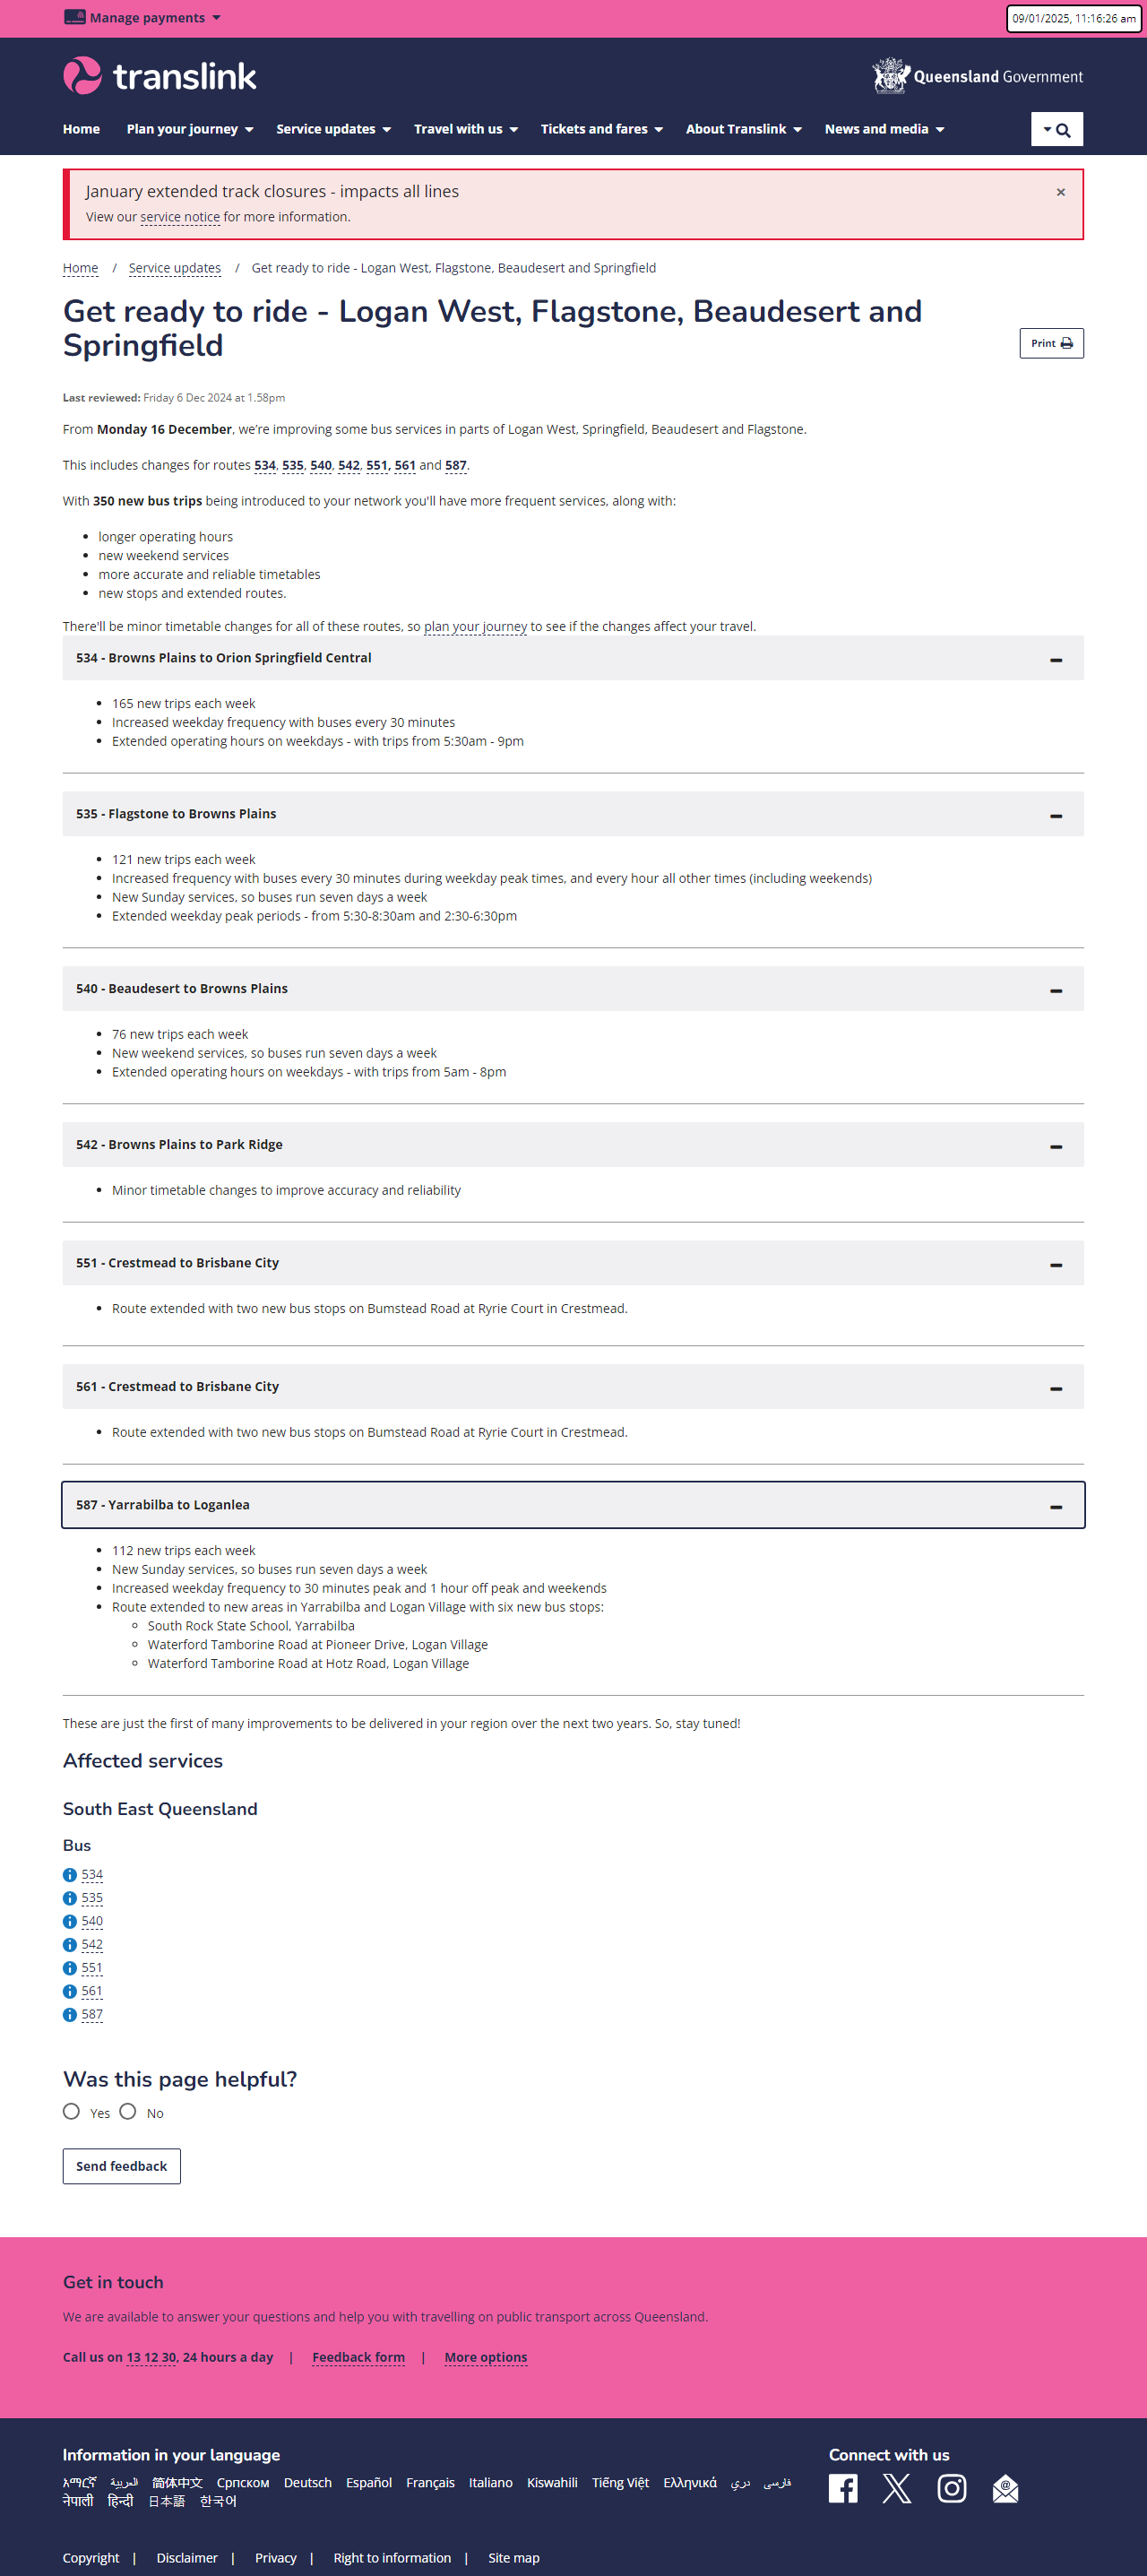 Manage payments
09/01/2025, 11:16:26 am
translink
Queensland Government
Home Plan your journey Service updates Travel with us Tickets and fares About Translink News and media
January extended track closures - impacts all lines
×
View our service notice for more information.
Home / Service updates / Get ready to ride - Logan West, Flagstone, Beaudesert and Springfield
Get ready to ride - Logan West, Flagstone, Beaudesert and
Springfield
Print
Last reviewed: Friday 6 Dec 2024 at 1.58pm
From Monday 16 December, we’re improving some bus services in parts of Logan West, Springfield, Beaudesert and Flagstone.
This includes changes for routes 534, 535, 540, 542, 551, 561 and 587.
With 350 new bus trips being introduced to your network you'll have more frequent services, along with:
• longer operating hours
• new weekend services
• more accurate and reliable timetables
• new stops and extended routes.
There'll be minor timetable changes for all of these routes, so plan your journey to see if the changes affect your travel.
534 - Browns Plains to Orion Springfield Central
• 165 new trips each week
• Increased weekday frequency with buses every 30 minutes
• Extended operating hours on weekdays - with trips from 5:30am - 9pm
535 - Flagstone to Browns Plains
• 121 new trips each week
• Increased frequency with buses every 30 minutes during weekday peak times, and every hour all other times (including weekends)
• New Sunday services, so buses run seven days a week
• Extended weekday peak periods - from 5:30-8:30am and 2:30-6:30pm
540 - Beaudesert to Browns Plains
• 76 new trips each week
• New weekend services, so buses run seven days a week
• Extended operating hours on weekdays - with trips from 5am - 8pm
542 - Browns Plains to Park Ridge
• Minor timetable changes to improve accuracy and reliability
551 - Crestmead to Brisbane City
• Route extended with two new bus stops on Bumstead Road at Ryrie Court in Crestmead.
561 - Crestmead to Brisbane City
• Route extended with two new bus stops on Bumstead Road at Ryrie Court in Crestmead.
587 - Yarrabilba to Loganlea
• 112 new trips each week
• New Sunday services, so buses run seven days a week
• Increased weekday frequency to 30 minutes peak and 1 hour off peak and weekends
• Route extended to new areas in Yarrabilba and Logan Village with six new bus stops:
◦ South Rock State School, Yarrabilba
◦ Waterford Tamborine Road at Pioneer Drive, Logan Village
◦ Waterford Tamborine Road at Hotz Road, Logan Village
These are just the first of many improvements to be delivered in your region over the next two years. So, stay tuned!
Affected services
South East Queensland
Bus
534
535
540
542
551
561
587
Was this page helpful?
Yes No
Send feedback
Get in touch
We are available to answer your questions and help you with travelling on public transport across Queensland.
Call us on 13 12 30, 24 hours a day | Feedback form | More options
Information in your language
Connect with us
አማርኛ العربية 简体中文 Српском Deutsch Español Français Italiano Kiswahili Tiếng Việt Ελληνικά دري فارسی
नेपाली हिन्दी 日本語 한국어
Copyright | Disclaimer | Privacy | Right to information | Site map